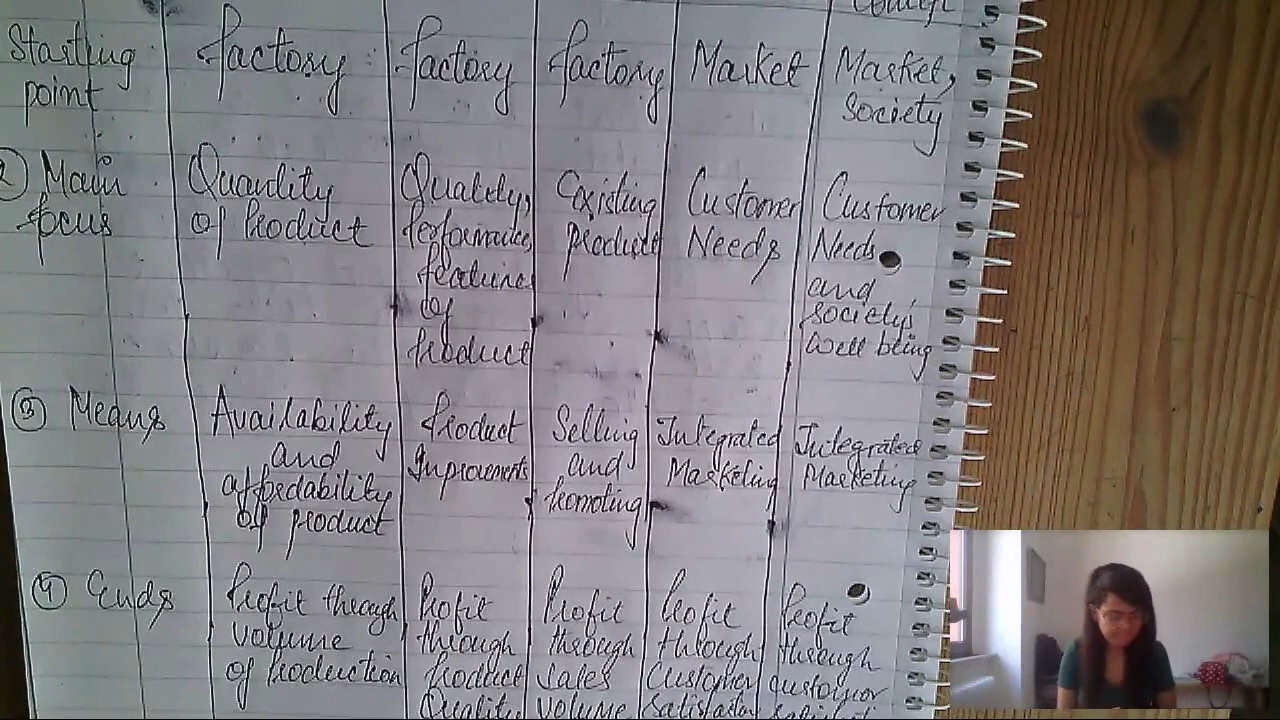 Concept
Starting
point
factory
factory
factory
Market
Market,
society
2) Main
focus
Quantity
of Product
Quality,
Performance,
features
of
Product
Existing
product
Customer
Needs
Customer
Needs
and
society's
well being
3 Means
Availability
and
affordability
of product
Product
Improvements
Selling
and
Promoting
Integrated
Marketing
Integrated
Marketing
4 Ends
Profit through
volume
of Production
Profit
through
Product
Quality
Profit
through
sales
volume
Profit
through
Customer
Satisfaction
Profit
through
customer